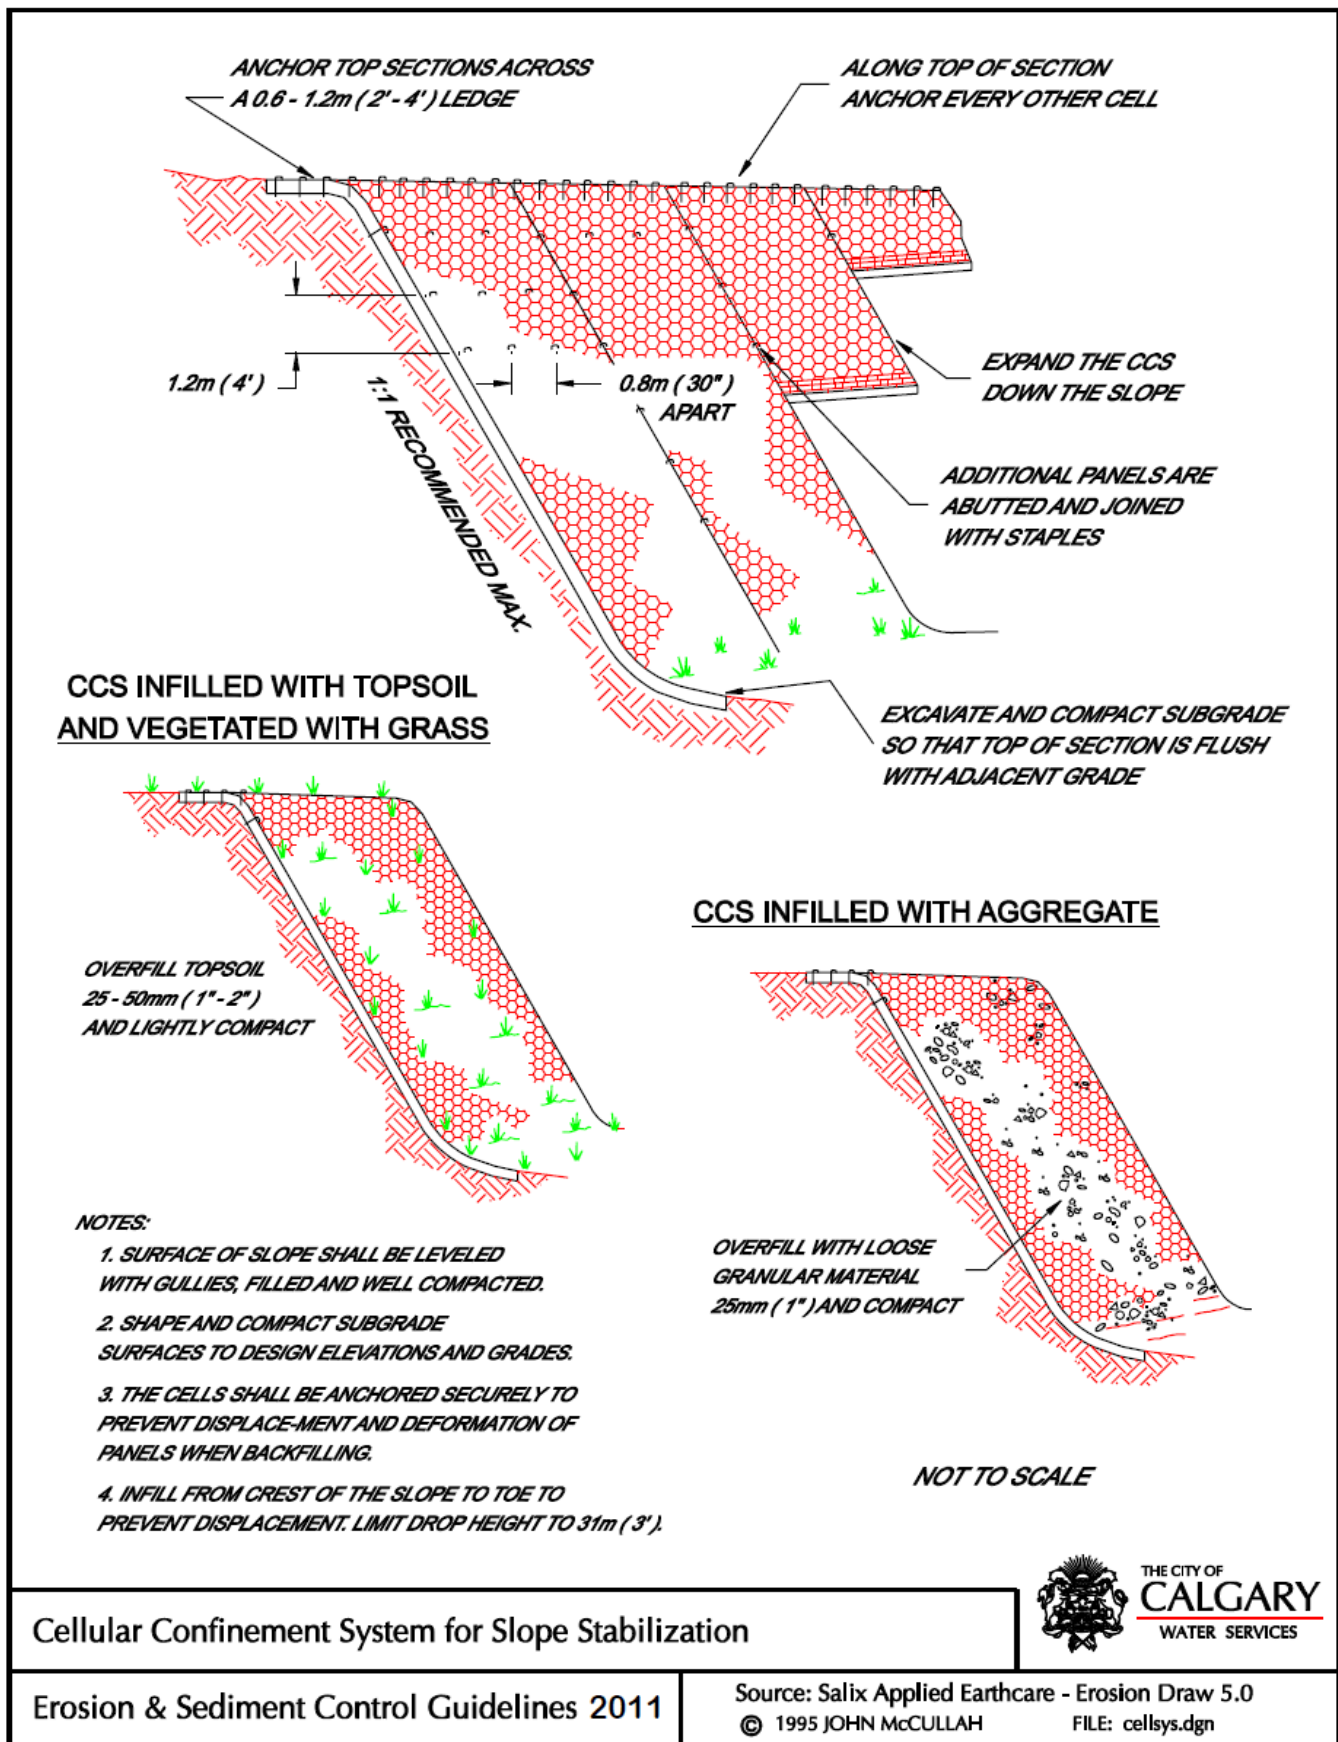 ANCHOR TOP SECTIONS ACROSS
A 0.6 - 1.2m ( 2' - 4' ) LEDGE
ALONG TOP OF SECTION
ANCHOR EVERY OTHER CELL
1.2m ( 4' )
0.8m ( 30" )
APART
1:1 RECOMMENDED MAX.
EXPAND THE CCS
DOWN THE SLOPE
ADDITIONAL PANELS ARE
ABUTTED AND JOINED
WITH STAPLES
EXCAVATE AND COMPACT SUBGRADE
SO THAT TOP OF SECTION IS FLUSH
WITH ADJACENT GRADE
CCS INFILLED WITH TOPSOIL
AND VEGETATED WITH GRASS
OVERFILL TOPSOIL
25 - 50mm ( 1" - 2" )
AND LIGHTLY COMPACT
CCS INFILLED WITH AGGREGATE
OVERFILL WITH LOOSE
GRANULAR MATERIAL
25mm ( 1" ) AND COMPACT
NOTES:
1. SURFACE OF SLOPE SHALL BE LEVELED
WITH GULLIES, FILLED AND WELL COMPACTED.
2. SHAPE AND COMPACT SUBGRADE
SURFACES TO DESIGN ELEVATIONS AND GRADES.
3. THE CELLS SHALL BE ANCHORED SECURELY TO
PREVENT DISPLACE-MENT AND DEFORMATION OF
PANELS WHEN BACKFILLING.
4. INFILL FROM CREST OF THE SLOPE TO TOE TO
PREVENT DISPLACEMENT. LIMIT DROP HEIGHT TO 31m ( 3' ).
NOT TO SCALE
THE CITY OF
CALGARY
WATER SERVICES
Cellular Confinement System for Slope Stabilization
Erosion & Sediment Control Guidelines 2011
Source: Salix Applied Earthcare - Erosion Draw 5.0
© 1995 JOHN McCULLAH
FILE: cellsys.dgn